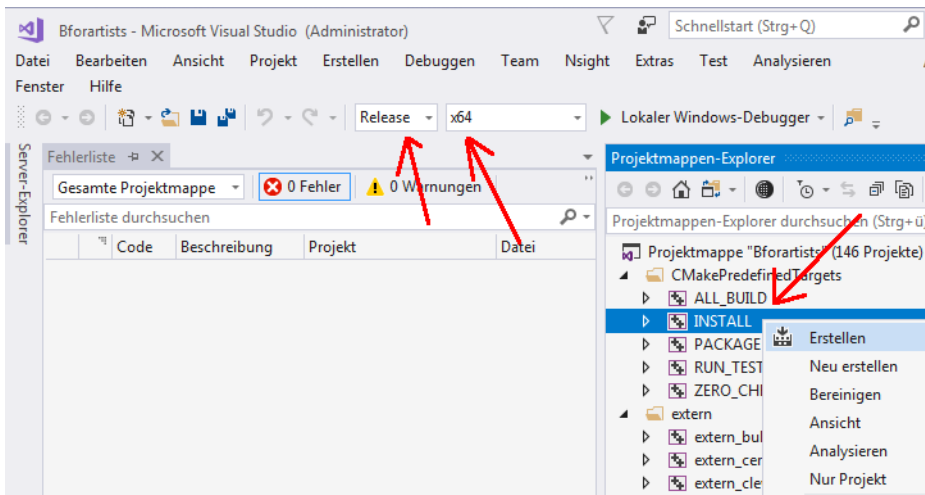 Bforartists - Microsoft Visual Studio (Administrator)
Schnellstart (Strg+Q)
Datei Bearbeiten Ansicht Projekt Erstellen Debuggen Team Nsight Extras Test Analysieren
Fenster Hilfe
Release x64 Lokaler Windows-Debugger
Server-Explorer
Fehlerliste
Gesamte Projektmappe 0 Fehler 0 Warnungen
Fehlerliste durchsuchen
Code Beschreibung Projekt Datei
Projektmappen-Explorer
Projektmappen-Explorer durchsuchen (Strg+ü)
Projektmappe "Bforartists" (146 Projekte)
CMakePredefinedTargets
ALL_BUILD
INSTALL
PACKAGE
RUN_TEST
ZERO_CHE
extern
extern_bul
extern_cer
extern_cle
Erstellen
Neu erstellen
Bereinigen
Ansicht
Analysieren
Nur Projekt